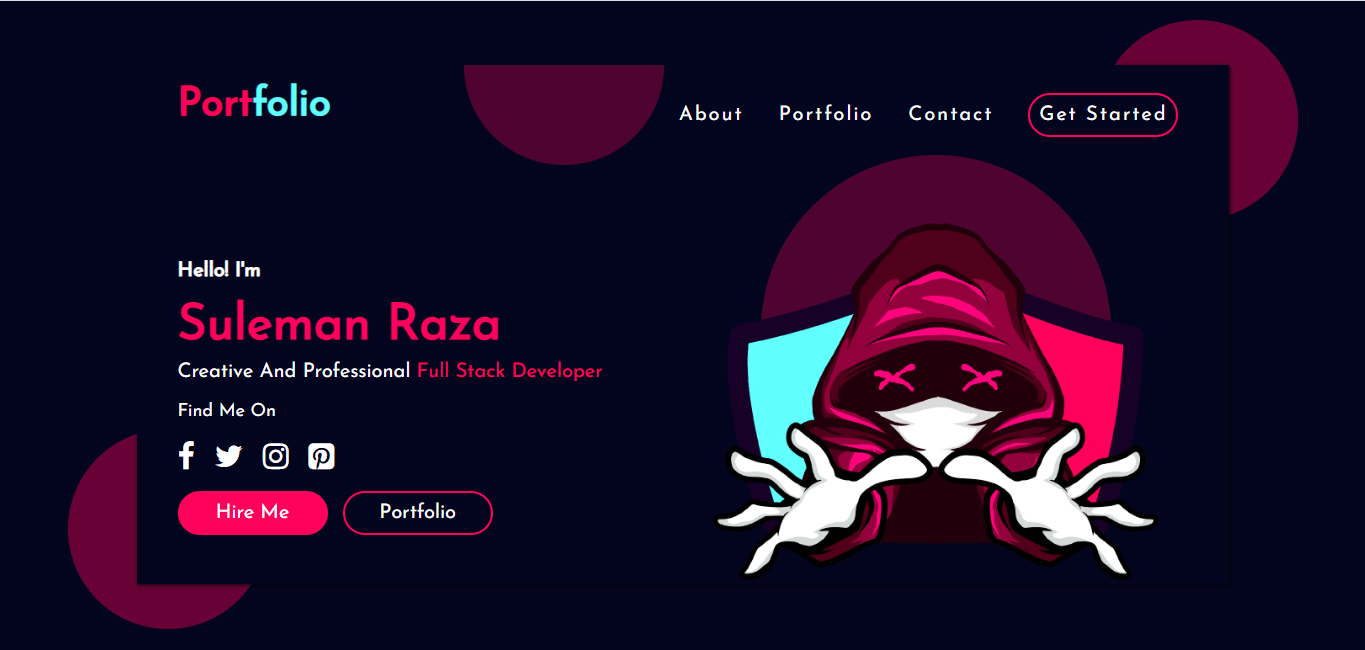 Portfolio
About Portfolio Contact Get Started
Hello! I'm
Suleman Raza
Creative And Professional Full Stack Developer
Find Me On
Hire Me Portfolio